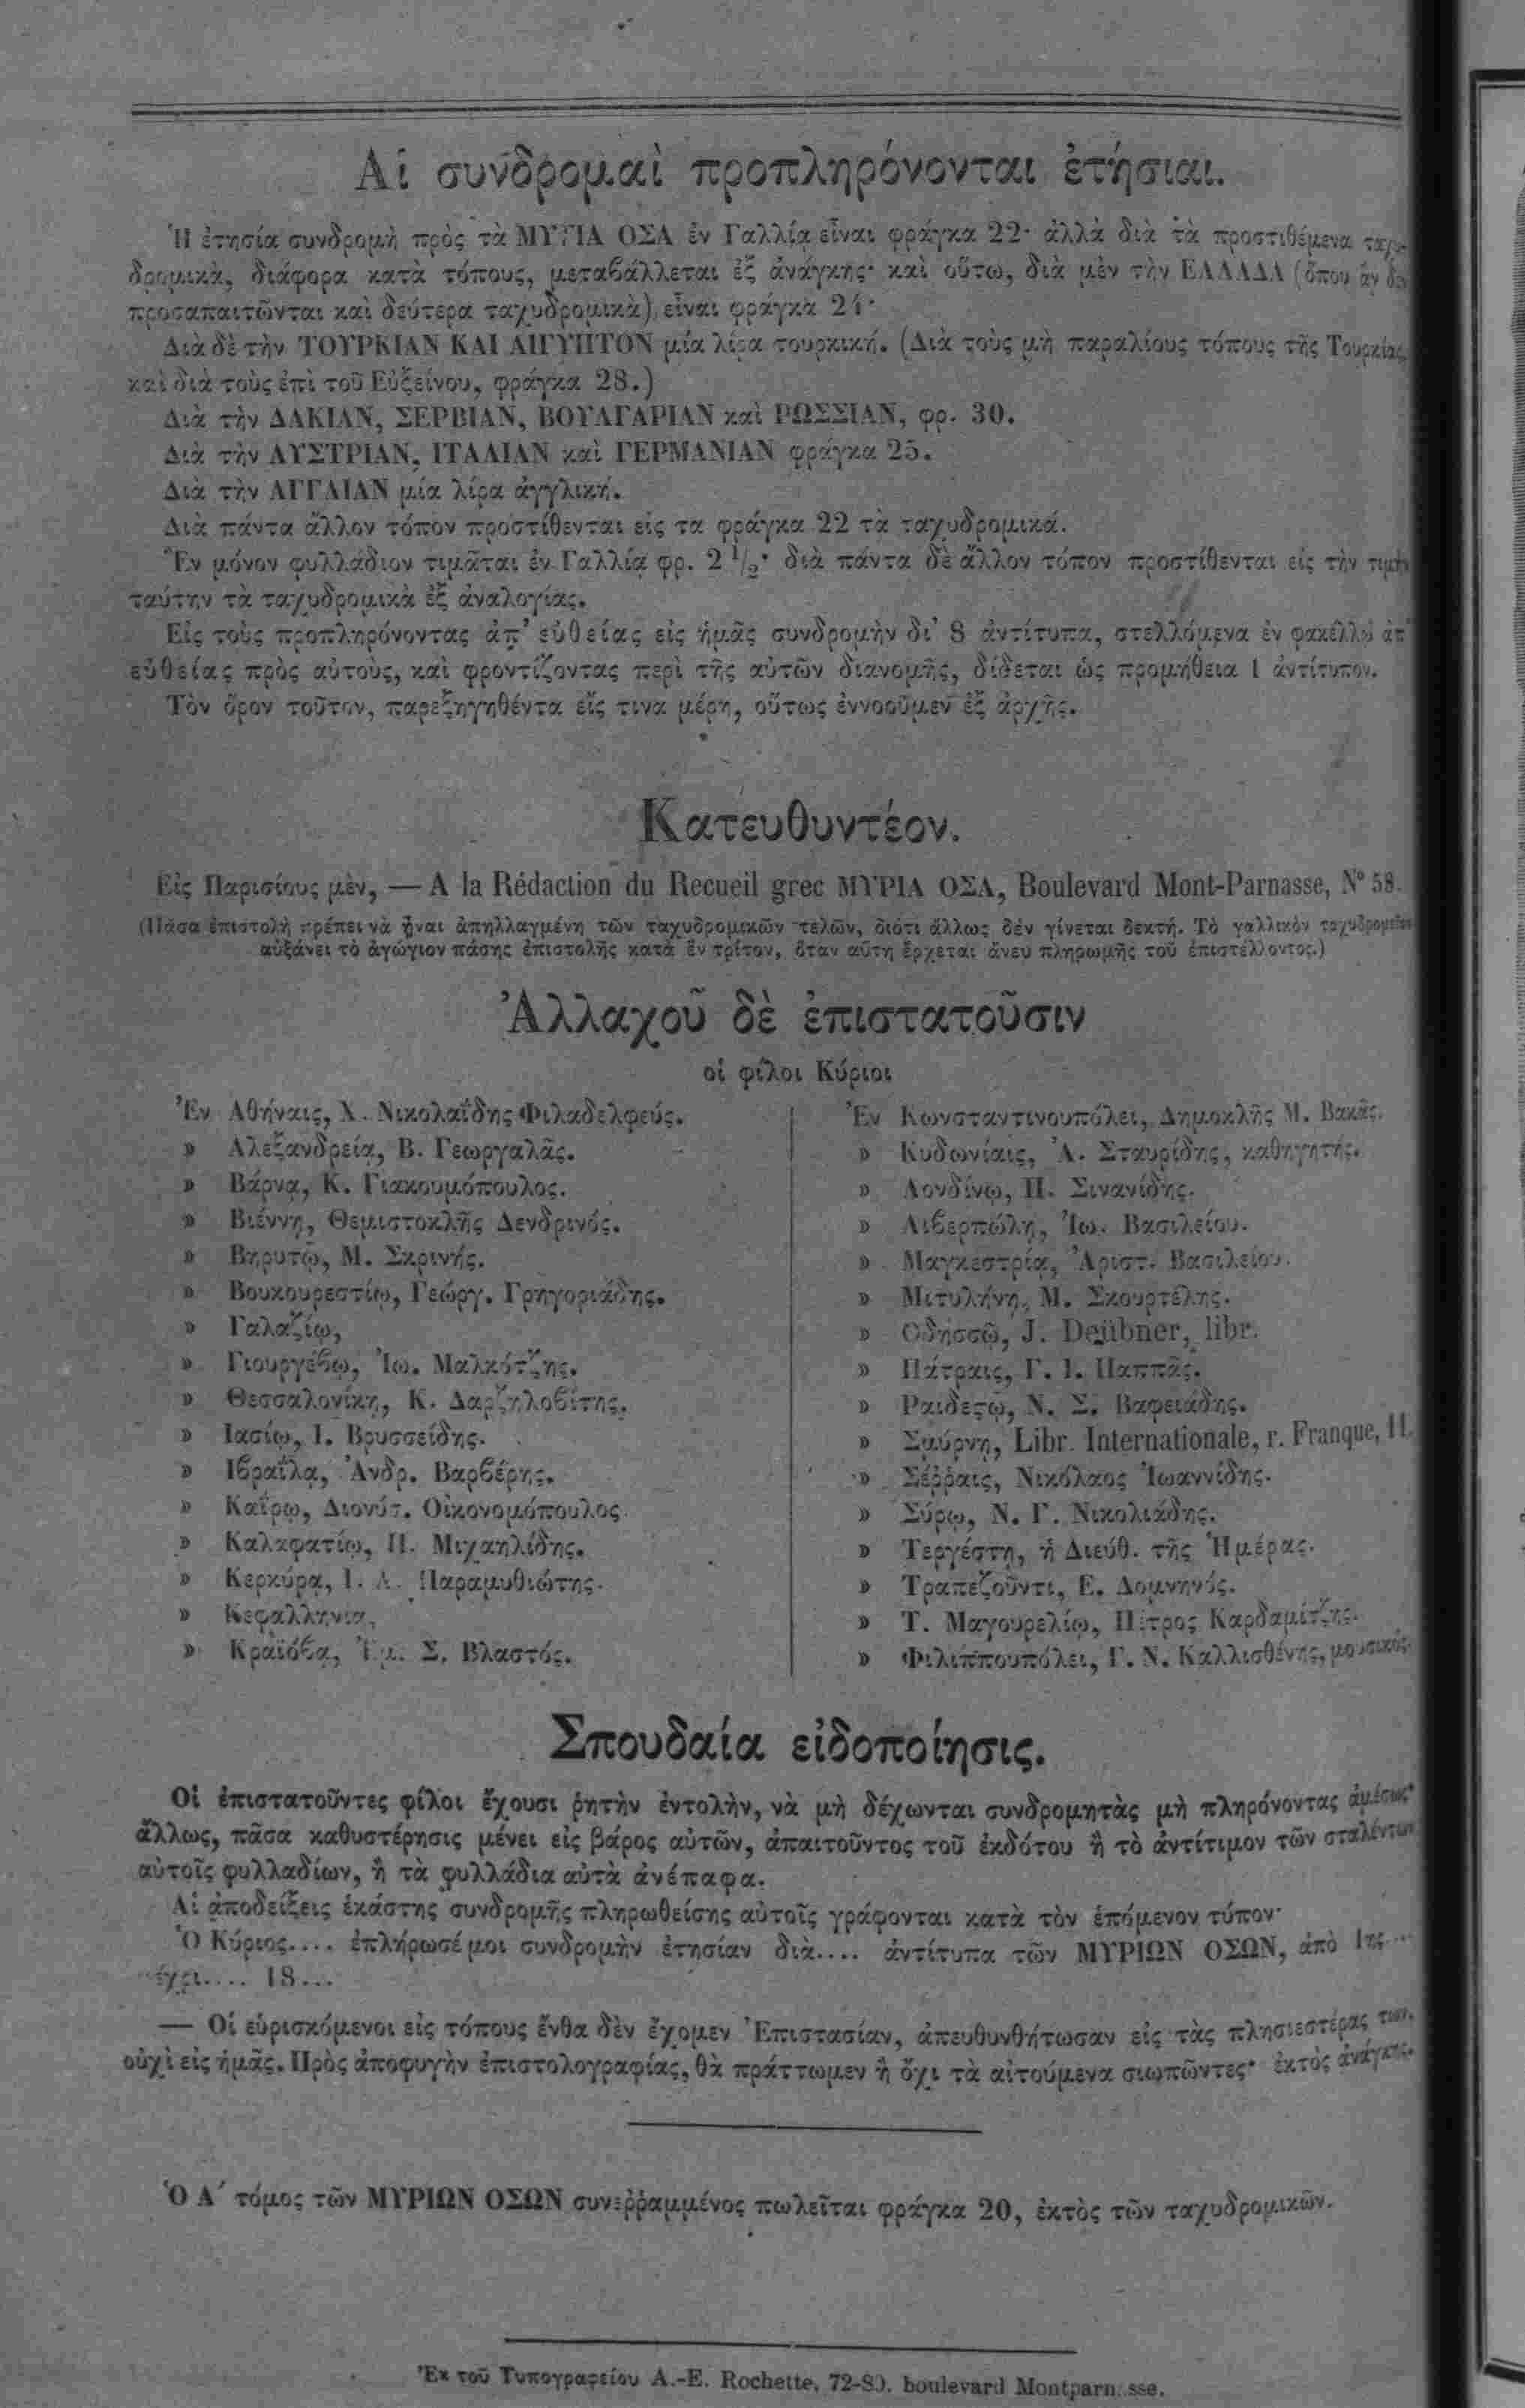 Αἱ συνδρομαὶ προπληρόνονται ἐτήσιαι.
Ἡ ἐτησία συνδρομὴ πρὸς τὰ ΜΥΡΙΑ ΟΣΑ ἐν Γαλλίᾳ εἶναι φράγκα 22· ἀλλὰ διὰ τὰ προστιθέμενα ταχυ-
δρομικὰ, διάφορα κατὰ τόπους, μεταβάλλεται ἐξ ἀνάγκης· καὶ οὕτω, διὰ μὲν τὴν ΕΛΛΑΔΑ (ὅπου ἂν δὲν
προσαπαιτῶνται καὶ δεύτερα ταχυδρομικὰ), εἶναι φράγκα 24·
Διὰ δὲ τὴν ΤΟΥΡΚΙΑΝ ΚΑΙ ΑΙΓΥΠΤΟΝ μία λίρα τουρκική. (Διὰ τοὺς μὴ παραλίους τόπους τῆς Τουρκίας,
καὶ διὰ τοὺς ἐπὶ τοῦ Εὐξείνου, φράγκα 28.)
Διὰ τὴν ΔΑΚΙΑΝ, ΣΕΡΒΙΑΝ, ΒΟΥΛΓΑΡΙΑΝ καὶ ΡΩΣΣΙΑΝ, φρ. 30.
Διὰ τὴν ΑΥΣΤΡΙΑΝ, ΙΤΑΛΙΑΝ καὶ ΓΕΡΜΑΝΙΑΝ φράγκα 25.
Διὰ τὴν ΑΓΓΛΙΑΝ μία λίρα ἀγγλική.
Διὰ πάντα ἄλλον τόπον προστίθενται εἰς τα φράγκα 22 τὰ ταχυδρομικά.
Ἓν μόνον φυλλάδιον τιμᾶται ἐν Γαλλίᾳ φρ. 2 1/2· διὰ πάντα δὲ ἄλλον τόπον προστίθενται εἰς τὴν τιμὴν
ταύτην τὰ ταχυδρομικὰ ἐξ ἀναλογίας.
Εἰς τοὺς προπληρόνοντας ἀπ' εὐθείας εἰς ἡμᾶς συνδρομὴν δι' 8 ἀντίτυπα, στελλόμενα ἐν φακέλλῳ ἀπ'
εὐθείας πρὸς αὐτοὺς, καὶ φροντίζοντας περὶ τῆς αὐτῶν διανομῆς, δίδεται ὡς προμήθεια 1 ἀντίτυπον.
Τὸν ὅρον τοῦτον, παρεξηγηθέντα εἴς τινα μέρη, οὕτως ἐννοοῦμεν ἐξ ἀρχῆς.
Κατευθυντέον.
Εἰς Παρισίους μὲν, — A la Rédaction du Recueil grec ΜΥΡΙΑ ΟΣΑ, Boulevard Mont-Parnasse, N° 58.
(Πᾶσα ἐπιστολὴ πρέπει νὰ ᾖναι ἀπηλλαγμένη τῶν ταχυδρομικῶν τελῶν, διότι ἄλλως δὲν γίνεται δεκτή. Τὸ γαλλικὸν ταχυδρομεῖον
αὐξάνει τὸ ἀγώγιον πάσης ἐπιστολῆς κατὰ ἓν τρίτον, ὅταν αὕτη ἔρχεται ἄνευ πληρωμῆς τοῦ ἐπιστέλλοντος.)
Ἀλλαχοῦ δὲ ἐπιστατοῦσιν
οἱ φίλοι Κύριοι
Ἐν Ἀθήναις, Χ. Νικολαΐδης Φιλαδελφεύς.
» Ἀλεξανδρείᾳ, Β. Γεωργαλᾶς.
» Βάρνᾳ, Κ. Γιακουμόπουλος.
» Βιέννῃ, Θεμιστοκλῆς Δενδρινός.
» Βηρυτῷ, Μ. Σκρινής.
» Βουκουρεστίῳ, Γεώργ. Γρηγοριάδης.
» Γαλαζίῳ,
» Γιουργέβῳ, Ἰω. Μαλκότζης.
» Θεσσαλονίκῃ, Κ. Δαρζηλοβίτης.
» Ἰασίῳ, Ι. Βρυσσείδης.
» Ἰβραΐλᾳ, Ἀνδρ. Βαρβέρης.
» Καΐρῳ, Διονύσ. Οἰκονομόπουλος.
» Καλαφατίῳ, Π. Μιχαηλίδης.
» Κερκύρᾳ, Ι. Α. Παραμυθιώτης.
» Κεφαλληνίᾳ,
» Κραϊόβᾳ, Ἐμ. Σ. Βλαστός.
Ἐν Κωνσταντινουπόλει, Δημοκλῆς Μ. Βακᾶς.
» Κυδωνίαις, Ἀ. Σταυρίδης, καθηγητής.
» Λονδίνῳ, Π. Σινανίδης.
» Λιβερπώλῃ, Ἰω. Βασιλείου.
» Μαγκεστρίᾳ, Ἀριστ. Βασιλείου.
» Μιτυλήνῃ, Μ. Σκουρτέλης.
» Ὀδησσῷ, J. Deübner, libr.
» Πάτραις, Γ. Ι. Παππᾶς.
» Ραιδεστῷ, Ν. Σ. Βαφειάδης.
» Σμύρνῃ, Libr. Internationale, r. Franque, 11.
» Σέῤῥαις, Νικόλαος Ἰωαννίδης.
» Σύρῳ, Ν. Γ. Νικολιάδης.
» Τεργέστῃ, ἡ Διεύθ. τῆς Ἡμέρας.
» Τραπεζοῦντι, Ε. Δομνηνός.
» Τ. Μαγουρελίῳ, Πέτρος Καρδαμίτζης.
» Φιλιππουπόλει, Γ. Ν. Καλλισθένης, μουσικός.
Σπουδαία εἰδοποίησις.
Οἱ ἐπιστατοῦντες φίλοι ἔχουσι ῥητὴν ἐντολὴν, νὰ μὴ δέχωνται συνδρομητὰς μὴ πληρόνοντας ἀμέσως·
ἄλλως, πᾶσα καθυστέρησις μένει εἰς βάρος αὐτῶν, ἀπαιτοῦντος τοῦ ἐκδότου ἢ τὸ ἀντίτιμον τῶν σταλέντων
αὐτοῖς φυλλαδίων, ἢ τὰ φυλλάδια αὐτὰ ἀνέπαφα.
Αἱ ἀποδείξεις ἑκάστης συνδρομῆς πληρωθείσης αὐτοῖς γράφονται κατὰ τὸν ἑπόμενον τύπον·
Ὁ Κύριος.... ἐπλήρωσέ μοι συνδρομὴν ἐτησίαν διὰ.... ἀντίτυπα τῶν ΜΥΡΙΩΝ ΟΣΩΝ, ἀπὸ 1ης...
μέχρι.... 18...
— Οἱ εὑρισκόμενοι εἰς τόπους ἔνθα δὲν ἔχομεν Ἐπιστασίαν, ἀπευθυνθήτωσαν εἰς τὰς πλησιεστέρας των,
οὐχὶ εἰς ἡμᾶς. Πρὸς ἀποφυγὴν ἐπιστολογραφίας, θὰ πράττωμεν ἢ ὄχι τὰ αἰτούμενα σιωπῶντες· ἐκτὸς ἀνάγκης.
Ὁ Α΄ τόμος τῶν ΜΥΡΙΩΝ ΟΣΩΝ συνεῤῥαμμένος πωλεῖται φράγκα 20, ἐκτὸς τῶν ταχυδρομικῶν.
Ἐκ τοῦ Τυπογραφείου A.-E. Rochette, 72-80, boulevard Montparnasse.